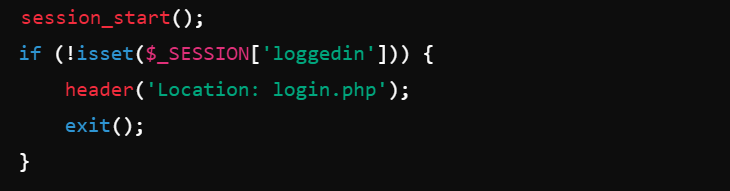 session_start();
if (!isset($_SESSION['loggedin'])) {
    header('Location: login.php');
    exit();
}